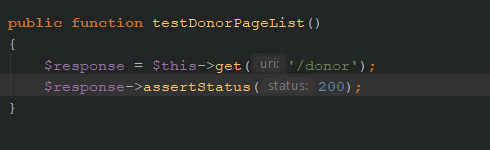 public function testDonorPageList()
{
    $response = $this->get( uri: '/donor');
    $response->assertStatus( status: 200);
}